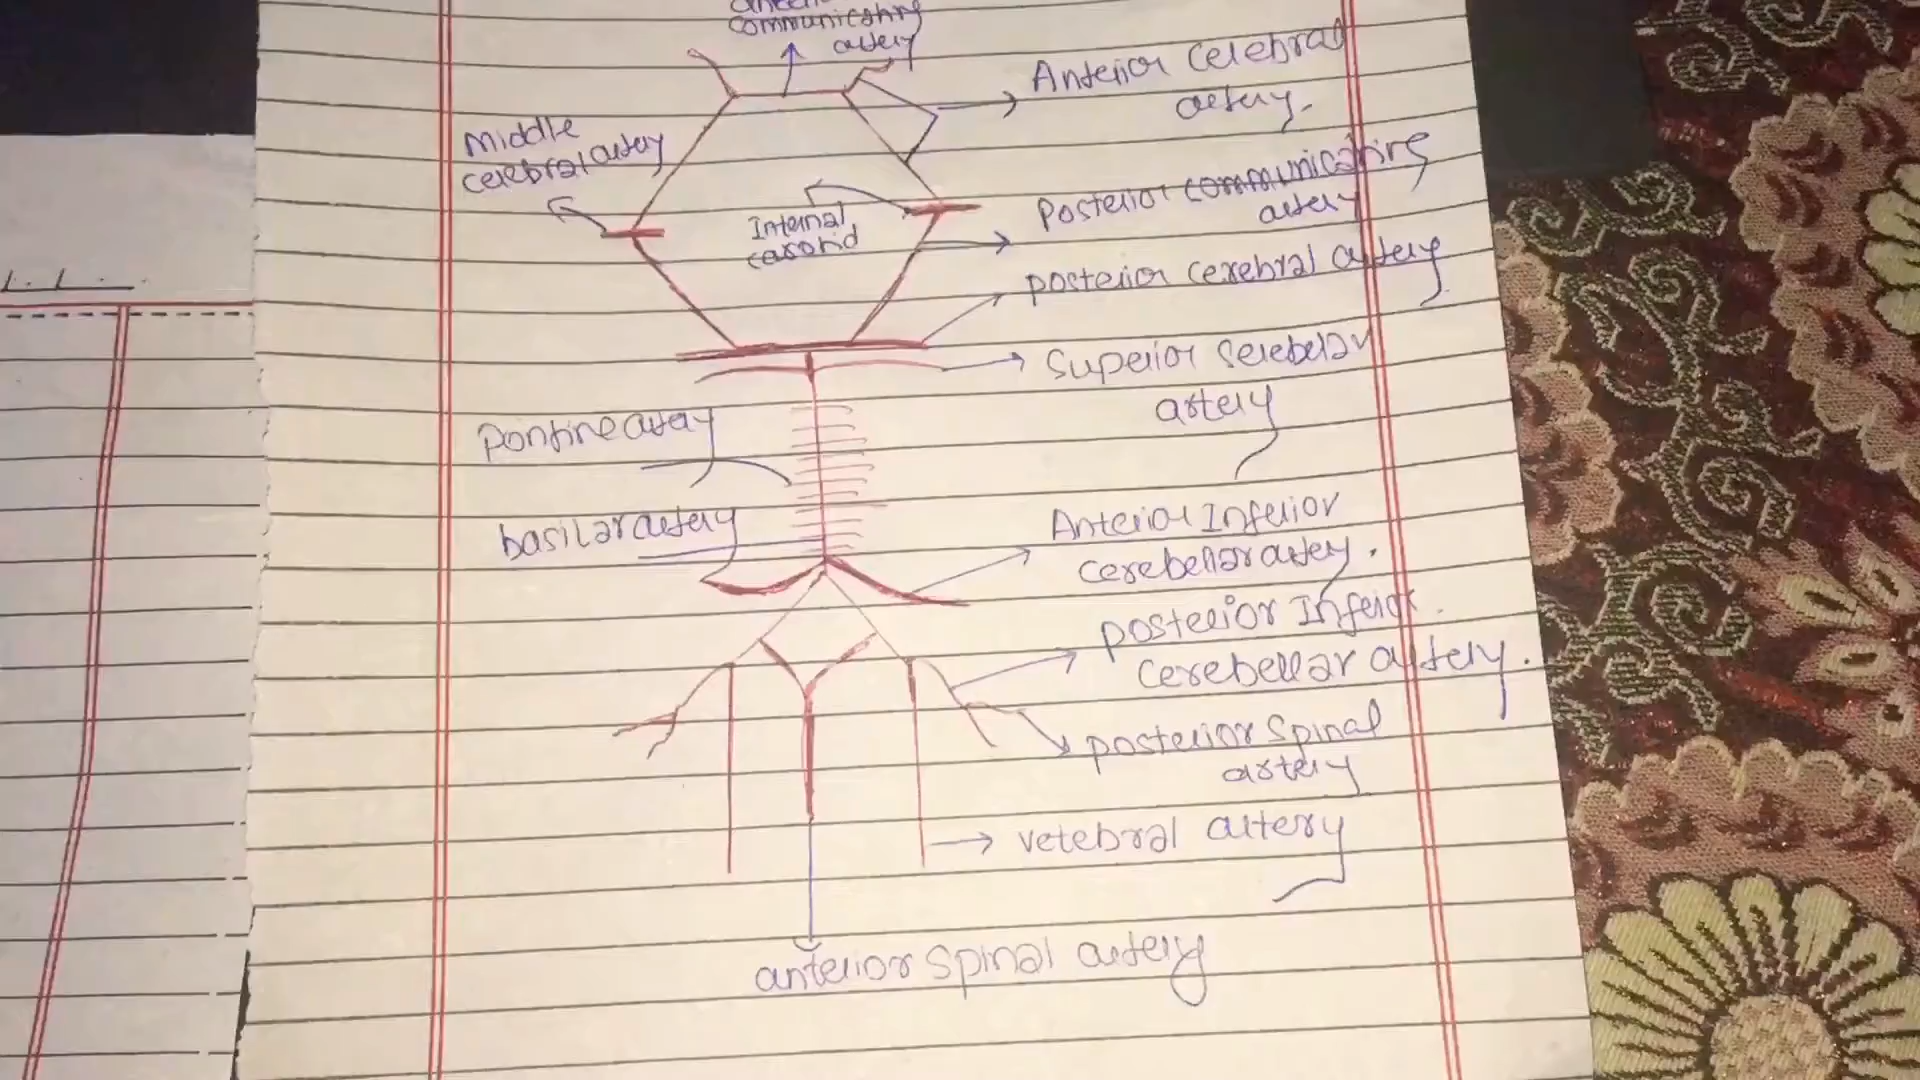 communicating
artery
Anterior Celebral
artery.
Middle
cerebral artery
Posterior communicating
artery
Internal
carotid
posterior cerebral artery
Superior Serebelar
artery
Pontine artery
basilar artery
Anterior Inferior
cerebellar artery.
posterior Inferior
cerebellar artery.
posterior spinal
artery
vetebral artery
anterior spinal artery